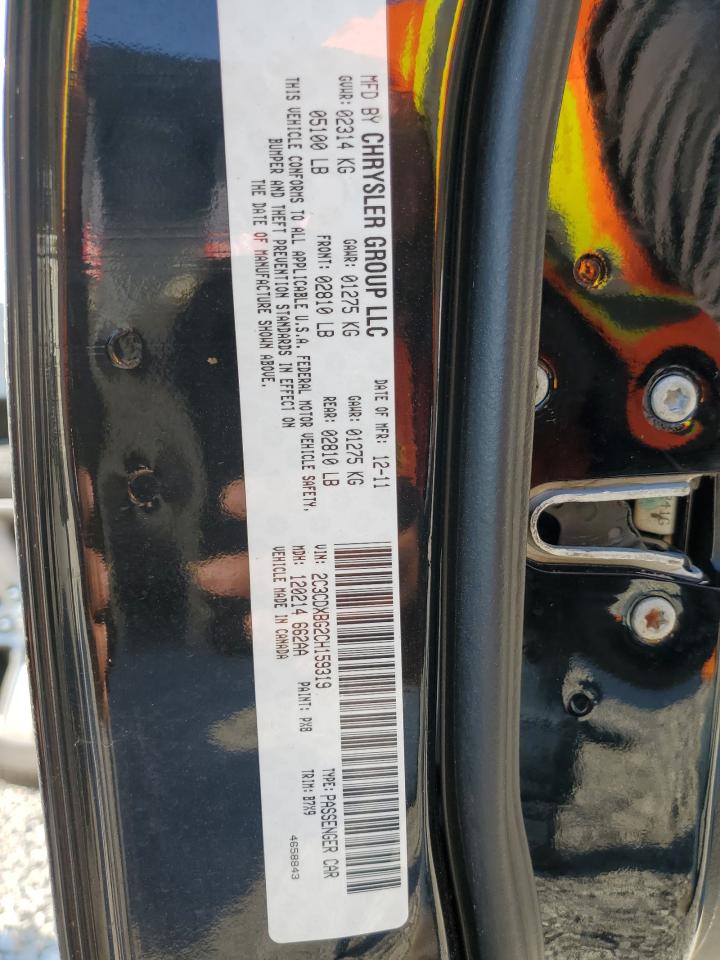 MFD BY CHRYSLER GROUP LLC
DATE OF MFR: 12-11
GVWR: 02314 KG
GAWR: 01275 KG
GAWR: 01275 KG
05100 LB
FRONT: 02810 LB
REAR: 02810 LB
THIS VEHICLE CONFORMS TO ALL APPLICABLE U.S.A. FEDERAL MOTOR VEHICLE SAFETY,
BUMPER AND THEFT PREVENTION STANDARDS IN EFFECT ON
THE DATE OF MANUFACTURE SHOWN ABOVE.
VIN: 2C3CDXBG2CH159319
TYPE: PASSENGER CAR
MDH: 120214 662AA
PAINT: PX8
TRIM: B7X9
VEHICLE MADE IN CANADA
4658843